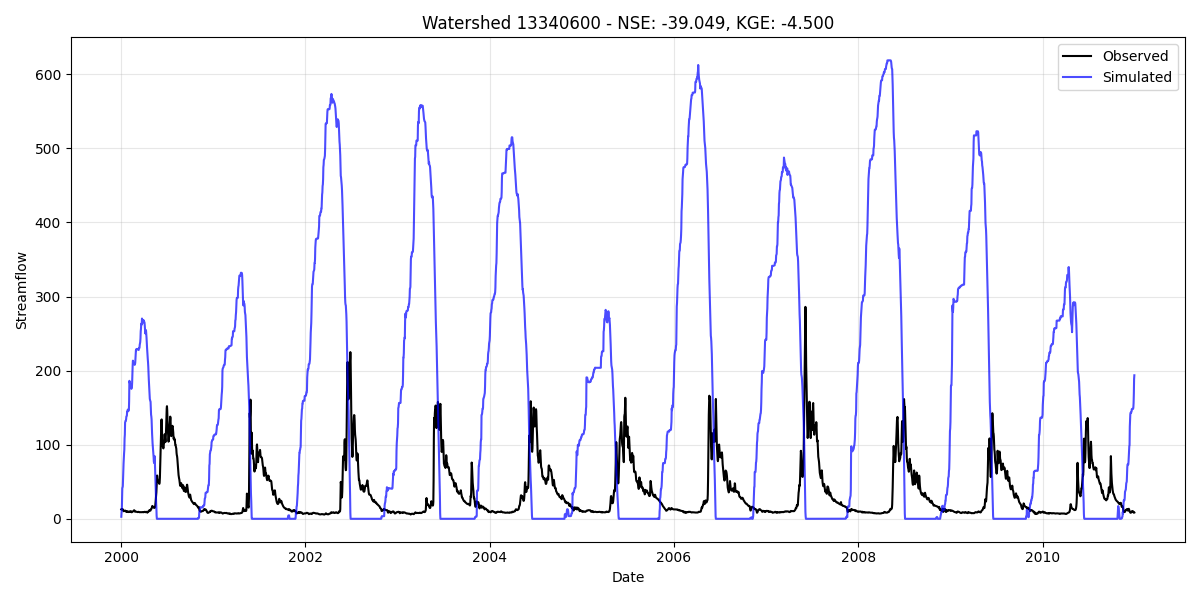 Watershed 13340600 - NSE: -39.049, KGE: -4.500
Observed
Simulated
600
500
400
300
200
100
0
Streamflow
2000 2002 2004 2006 2008 2010
Date